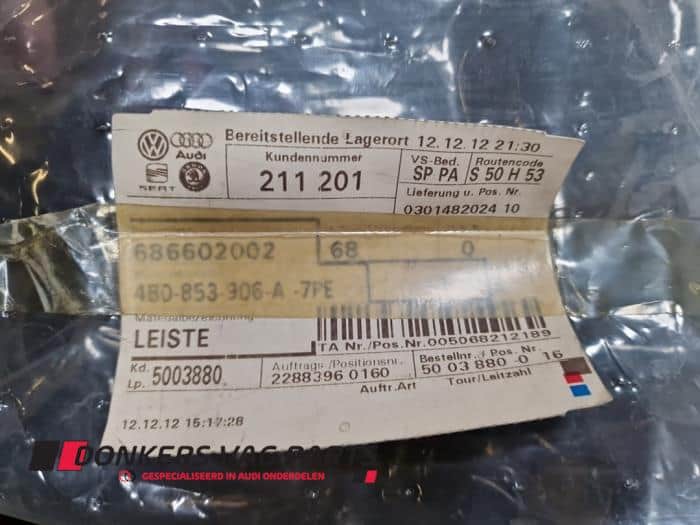 Bereitstellende Lagerort 12.12.12 21:30
Audi
SEAT
Kundennummer
211 201
VS-Bed.
SP PA
Routencode
S 50 H 53
Lieferung u. Pos. Nr.
0301482024 10
686602002
68
0
4B0-853 906-A -7PE
Materialbezeichnung
LEISTE
TA Nr./Pos.Nr.005068212189
Kd.
Lp. 5003880
Auftrags-/Positionsnr.
2288396 0160
Bestellnr./ Pos. Nr.
50 03 880 0 16
Auftr.Art
Tour/Leitzahl
12.12.12 15:17:28
DONKERS VAG
GESPECIALISEERD IN AUDI ONDERDELEN